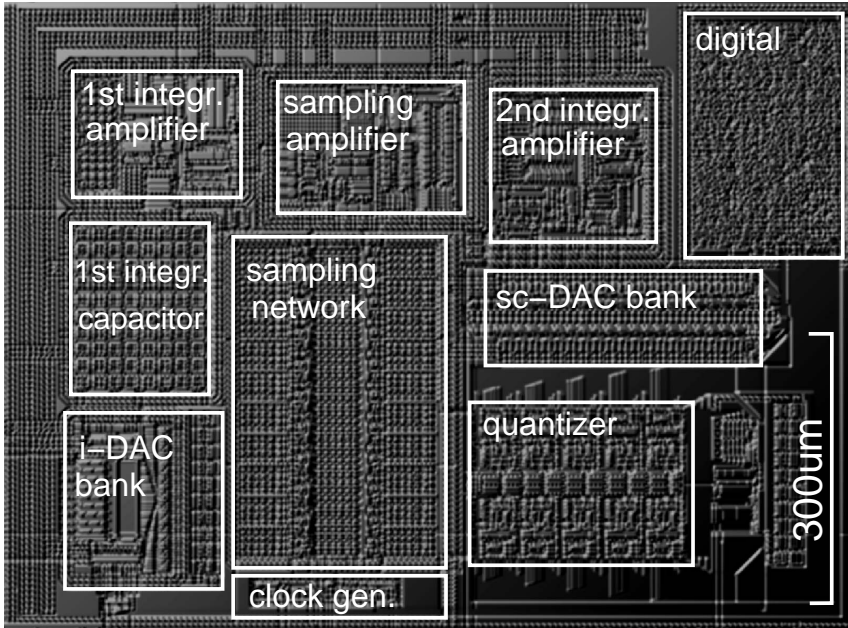 digital
1st integr.
amplifier
sampling
amplifier
2nd integr.
amplifier
1st integr.
capacitor
sampling
network
sc−DAC bank
i−DAC
bank
quantizer
300um
clock gen.